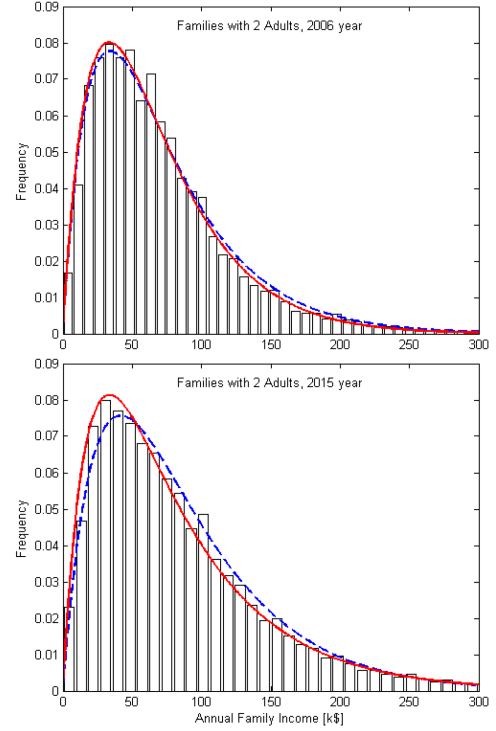 Families with 2 Adults, 2006 year
0.09
0.08
0.07
0.06
0.05
0.04
0.03
0.02
0.01
0
Frequency
0 50 100 150 200 250 300
Families with 2 Adults, 2015 year
0.09
0.08
0.07
0.06
0.05
0.04
0.03
0.02
0.01
0
Frequency
0 50 100 150 200 250 300
Annual Family Income [k$]